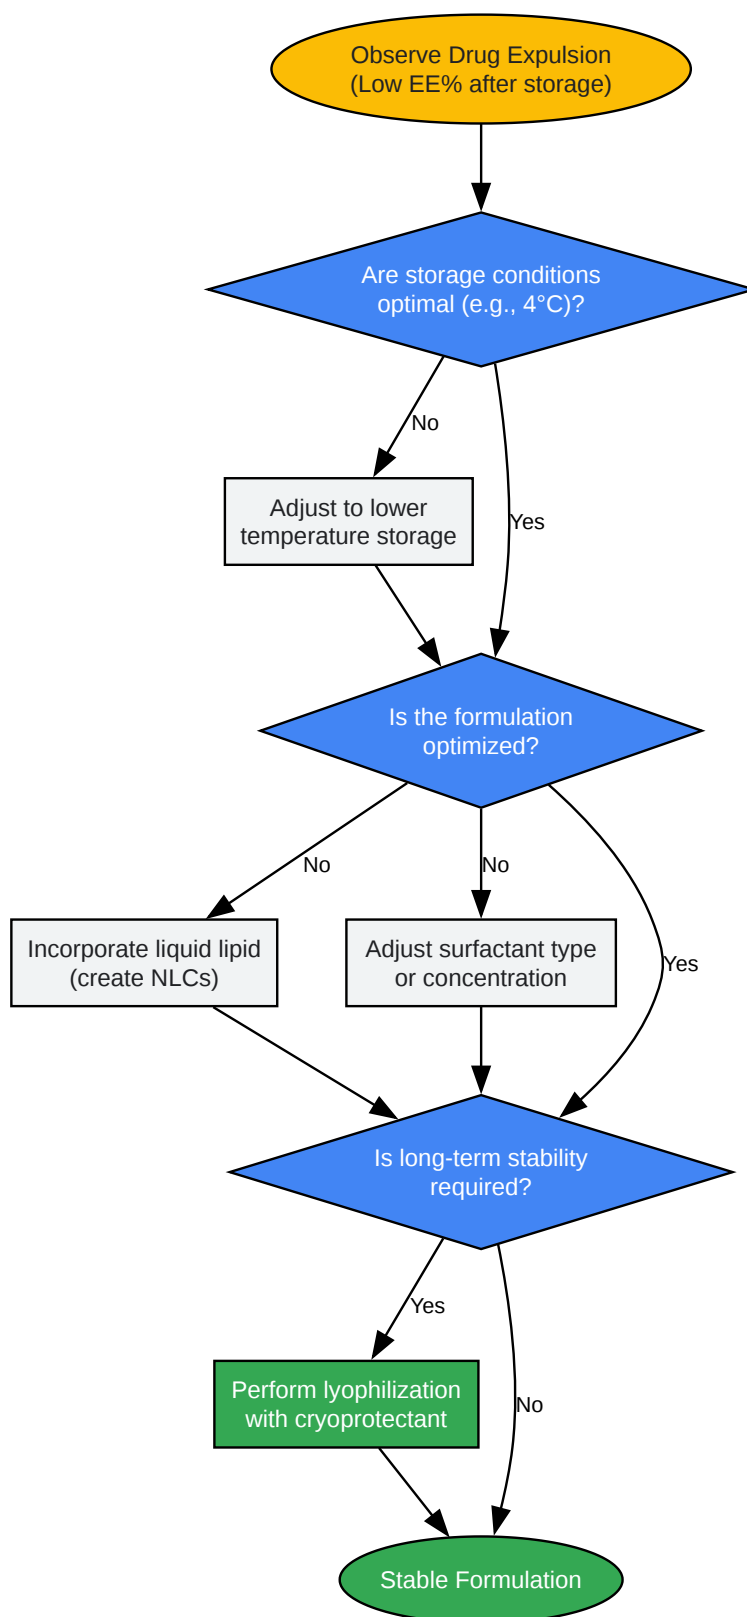 Observe Drug Expulsion
(Low EE% after storage)
Are storage conditions
optimal (e.g., 4°C)?
No
Adjust to lower
temperature storage
Yes
Is the formulation
optimized?
No
No
Yes
Incorporate liquid lipid
(create NLCs)
Adjust surfactant type
or concentration
Is long-term stability
required?
Yes
Perform lyophilization
with cryoprotectant
No
Stable Formulation